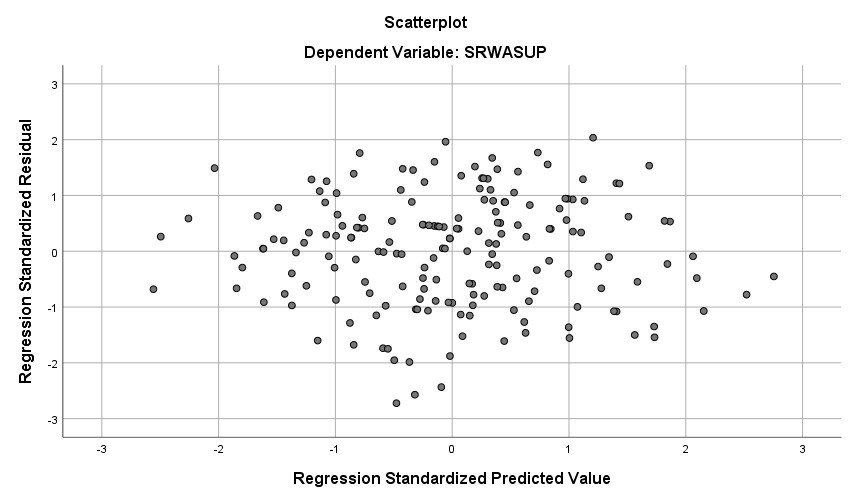 Scatterplot
Dependent Variable: SRWASUP
Regression Standardized Residual
3
2
1
0
-1
-2
-3
-3 -2 -1 0 1 2 3
Regression Standardized Predicted Value